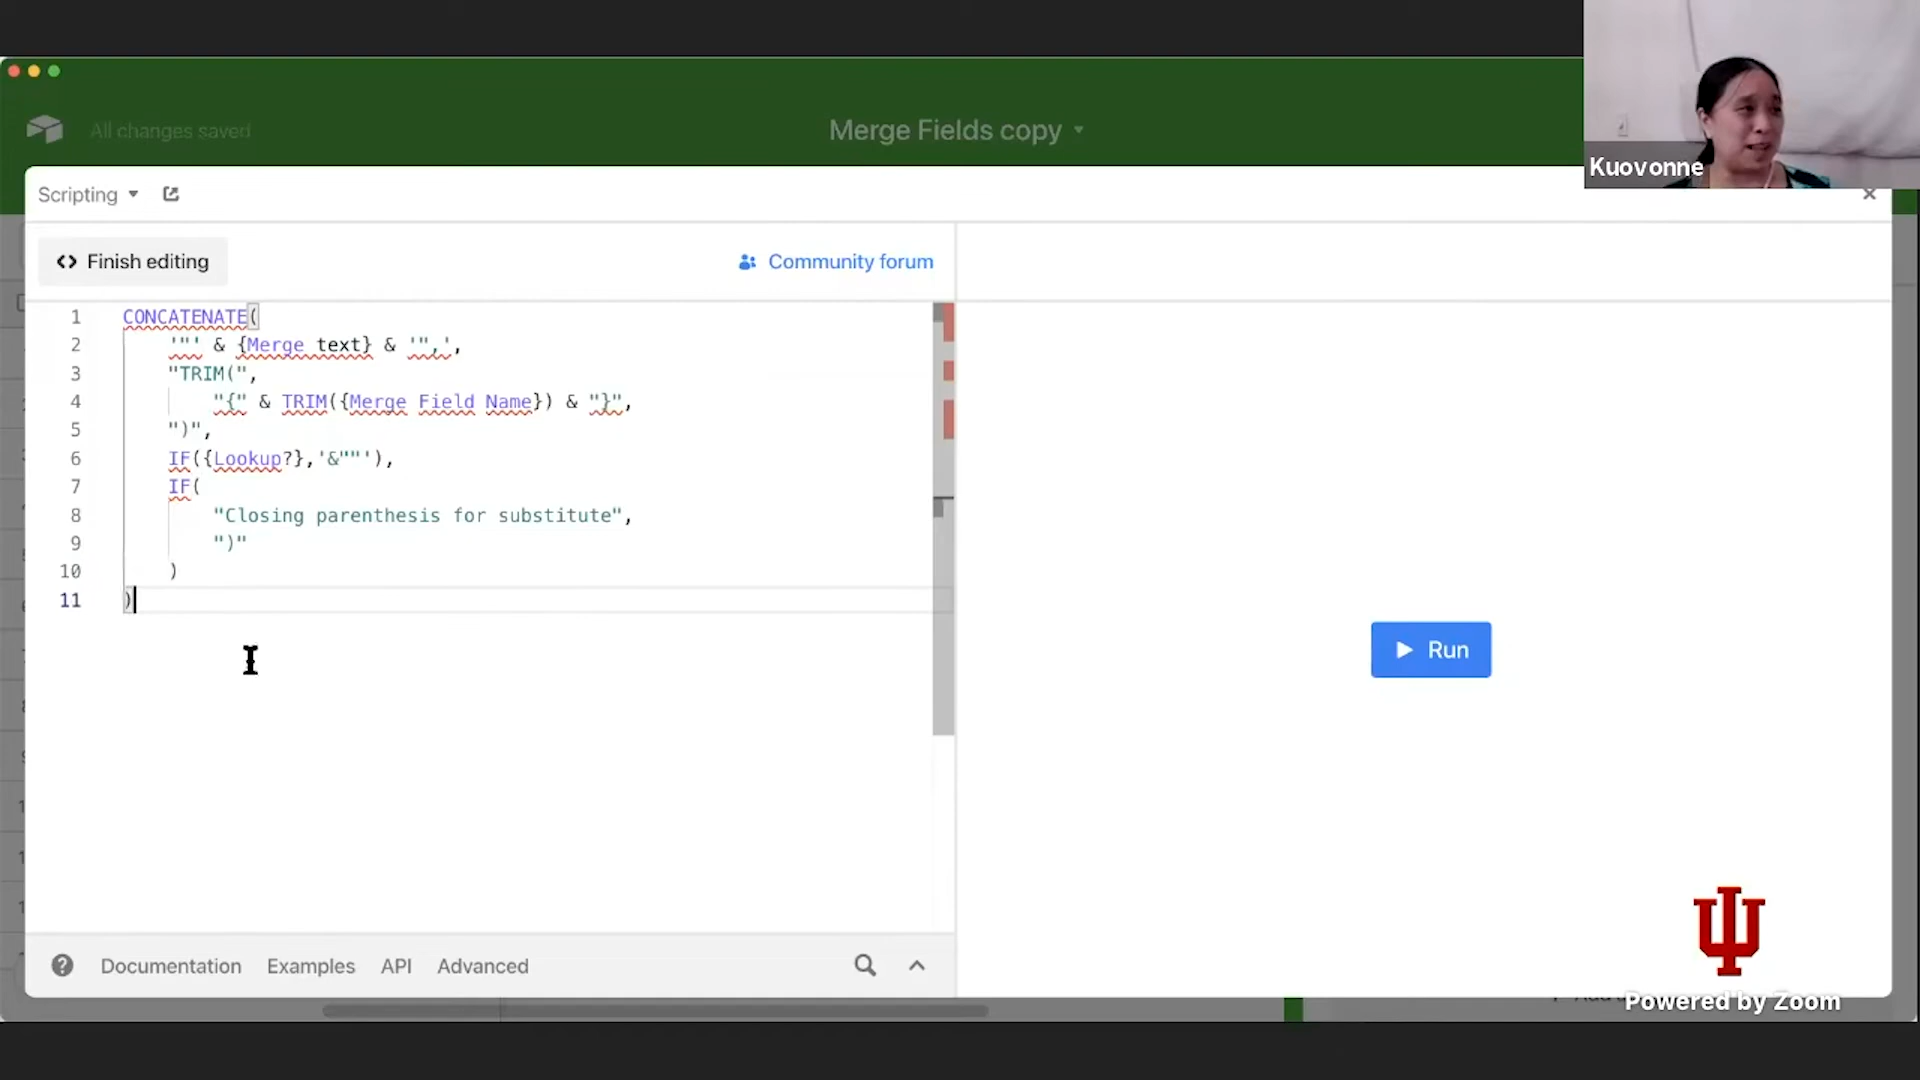 All changes saved
Merge Fields copy
Kuovonne
Scripting
Finish editing
Community forum
1 CONCATENATE(
2 '"' & {Merge text} & '",',
3 "TRIM(",
4 "{" & TRIM({Merge Field Name}) & "}",
5 ")",
6 IF({Lookup?},'&""'),
7 IF(
8 "Closing parenthesis for substitute",
9 ")"
10 )
11 )
Run
Documentation
Examples
API
Advanced
Powered by Zoom